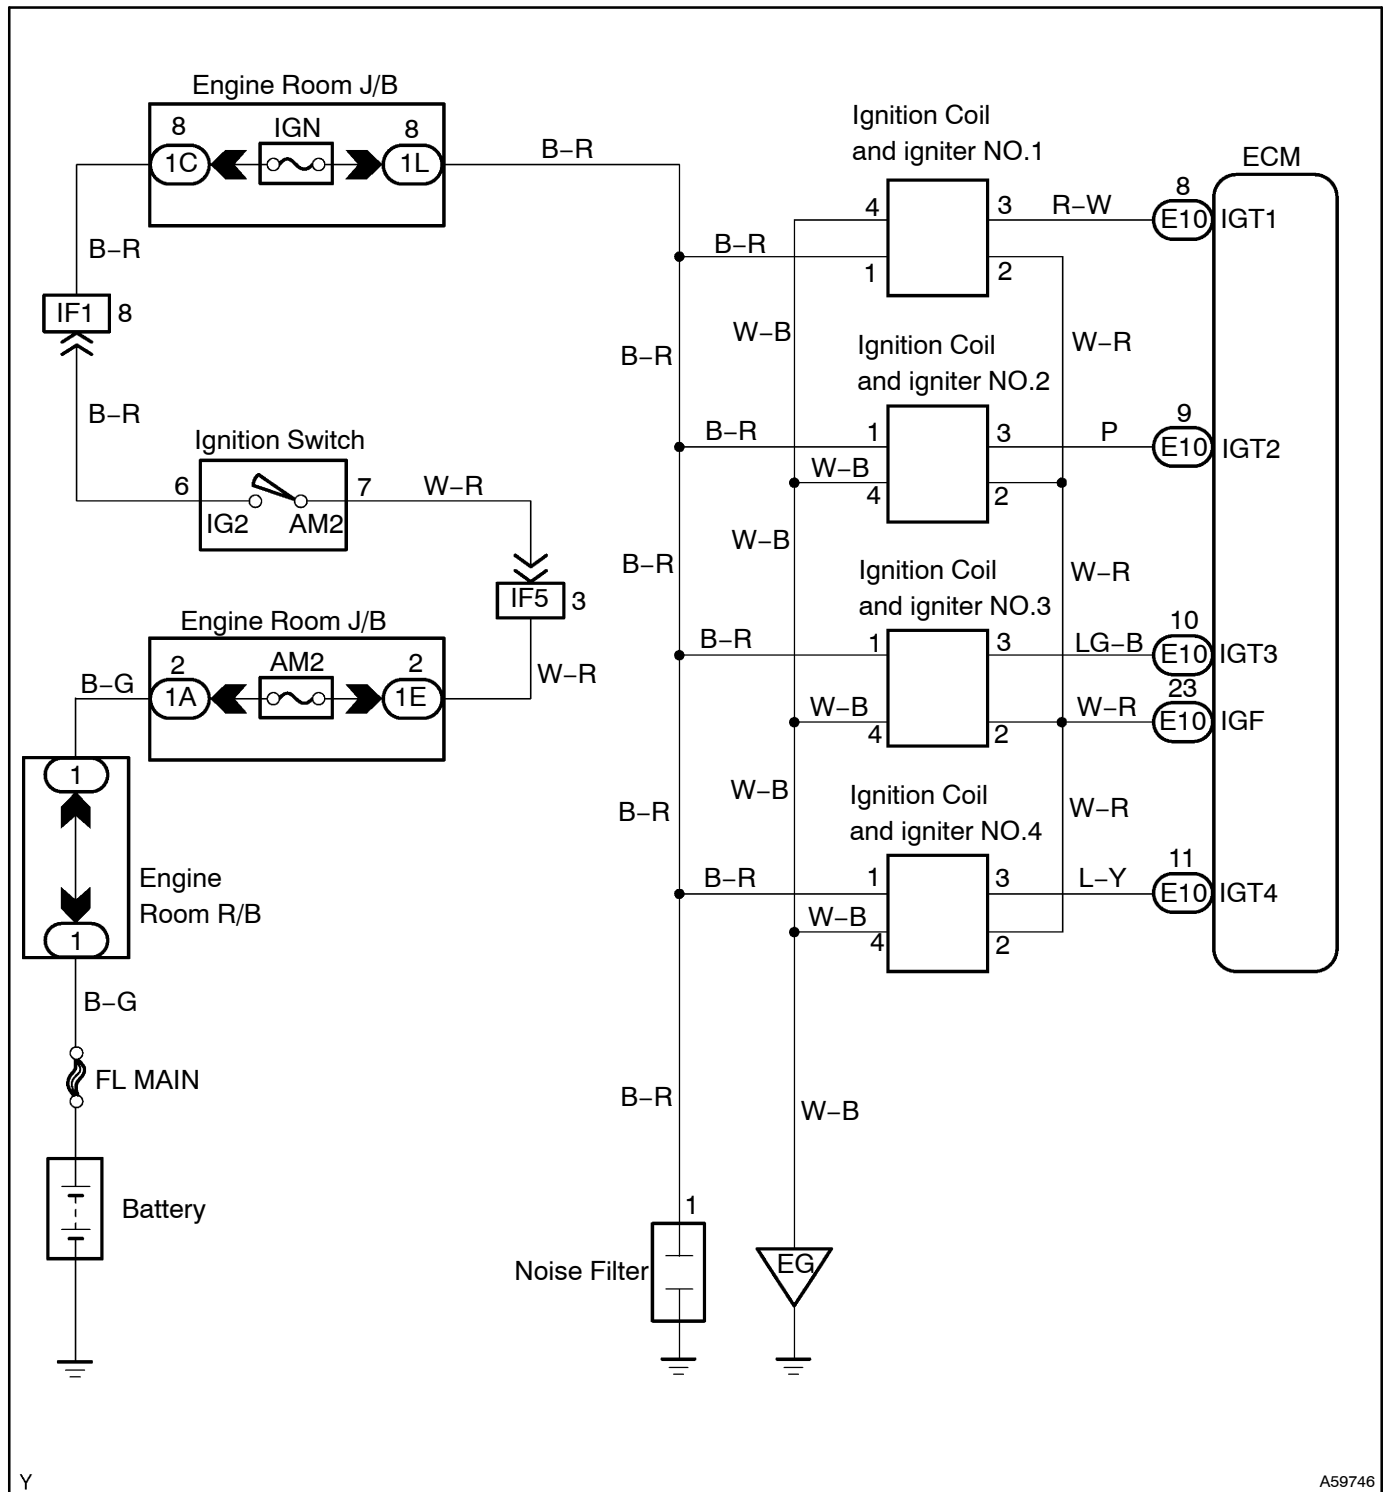 Engine Room J/B
8
IGN
8
1C
1L
B–R
B–R
IF1
8
B–R
Ignition Switch
6
7
W–R
IG2
AM2
IF5
3
Engine Room J/B
2
AM2
2
B–G
1A
1E
W–R
1
1
Engine
Room R/B
B–G
FL MAIN
Battery
Ignition Coil
and igniter NO.1
ECM
4
3
R–W
8
E10
IGT1
B–R
1
2
W–B
W–R
B–R
Ignition Coil
and igniter NO.2
B–R
1
3
P
9
E10
IGT2
W–B
4
2
W–B
B–R
W–R
Ignition Coil
and igniter NO.3
B–R
1
3
LG–B
10
E10
IGT3
W–B
4
2
W–R
23
E10
IGF
W–B
B–R
W–R
Ignition Coil
and igniter NO.4
B–R
1
3
L–Y
11
E10
IGT4
W–B
4
2
B–R
W–B
1
Noise Filter
EG
Y
A59746